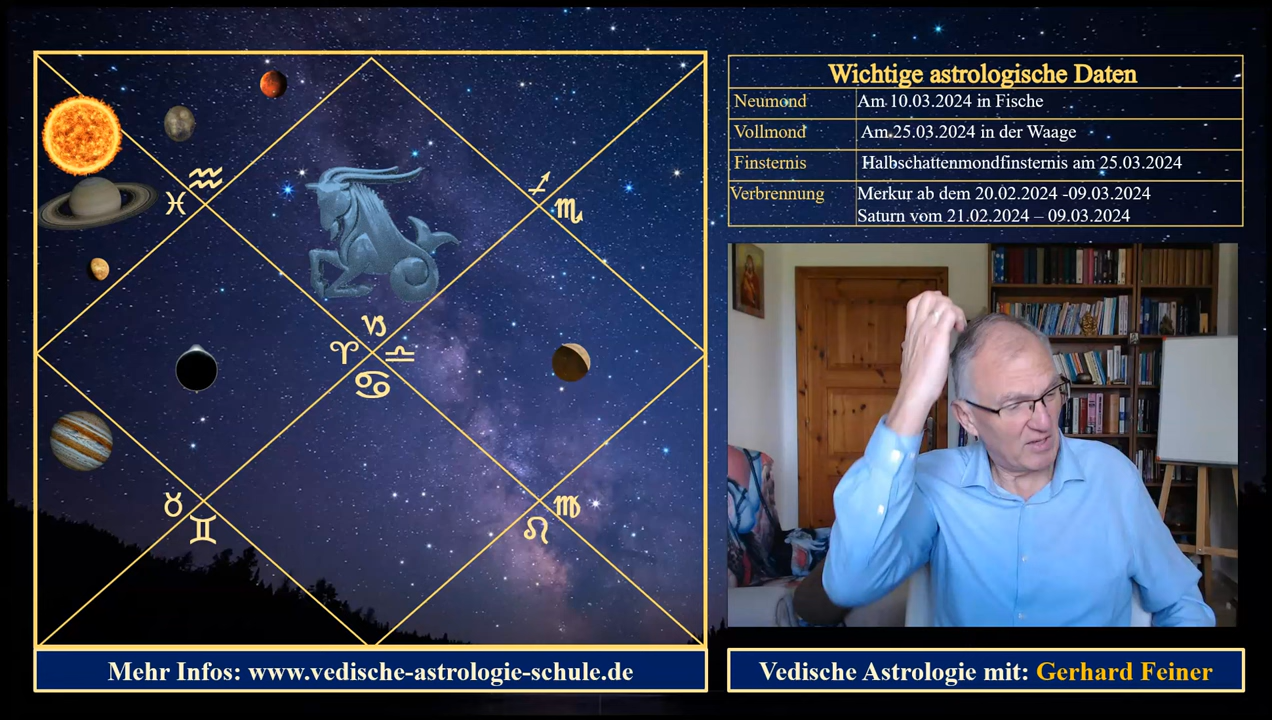 Wichtige astrologische Daten
Neumond Am 10.03.2024 in Fische
Vollmond Am 25.03.2024 in der Waage
Finsternis Halbschattenmondfinsternis am 25.03.2024
Verbrennung Merkur ab dem 20.02.2024 -09.03.2024
Saturn vom 21.02.2024 – 09.03.2024
♒
♓
♐
♏
♑
♈ ♎
♋
♉
♊
♍
♌
Mehr Infos: www.vedische-astrologie-schule.de
Vedische Astrologie mit: Gerhard Feiner